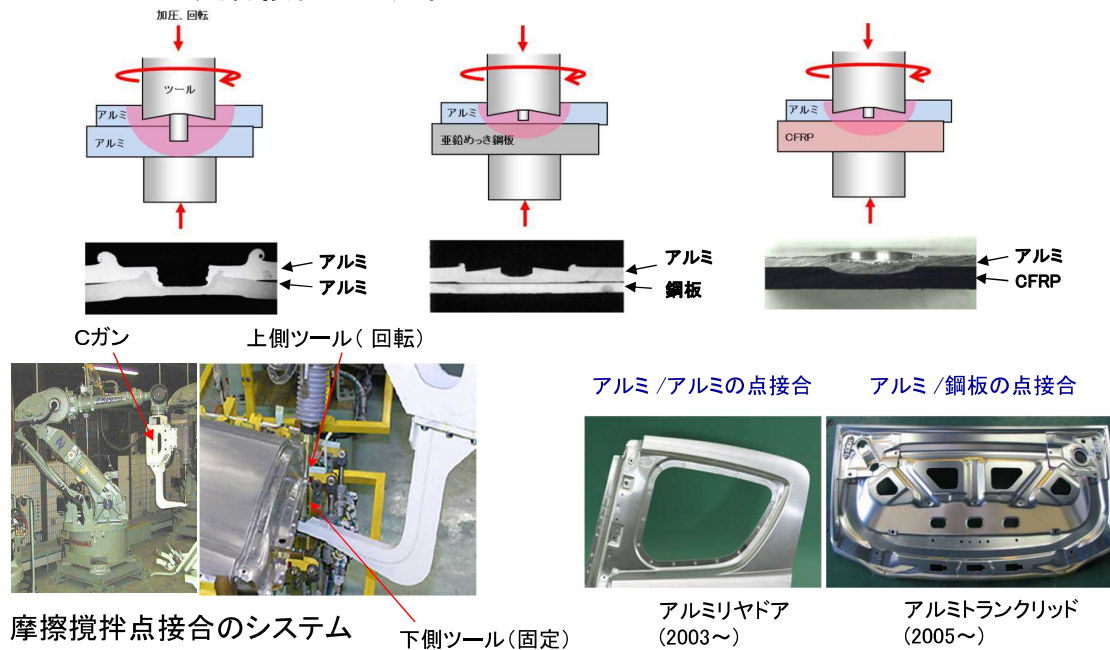 加圧、回転
ツール
アルミ
アルミ
アルミ
亜鉛めっき鋼板
アルミ
CFRP
アルミ
アルミ
アルミ
鋼板
アルミ
CFRP
Cガン
上側ツール( 回転)
アルミ /アルミの点接合
アルミ /鋼板の点接合
摩擦撹拌点接合のシステム
下側ツール(固定)
アルミリヤドア
(2003～)
アルミトランクリッド
(2005～)